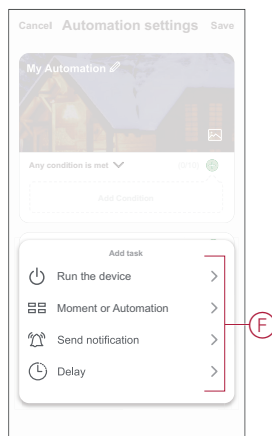 Cancel Automation settings Save
My Automation
Any condition is met
Add Condition
Add task
Run the device
Moment or Automation
Send notification
Delay
F